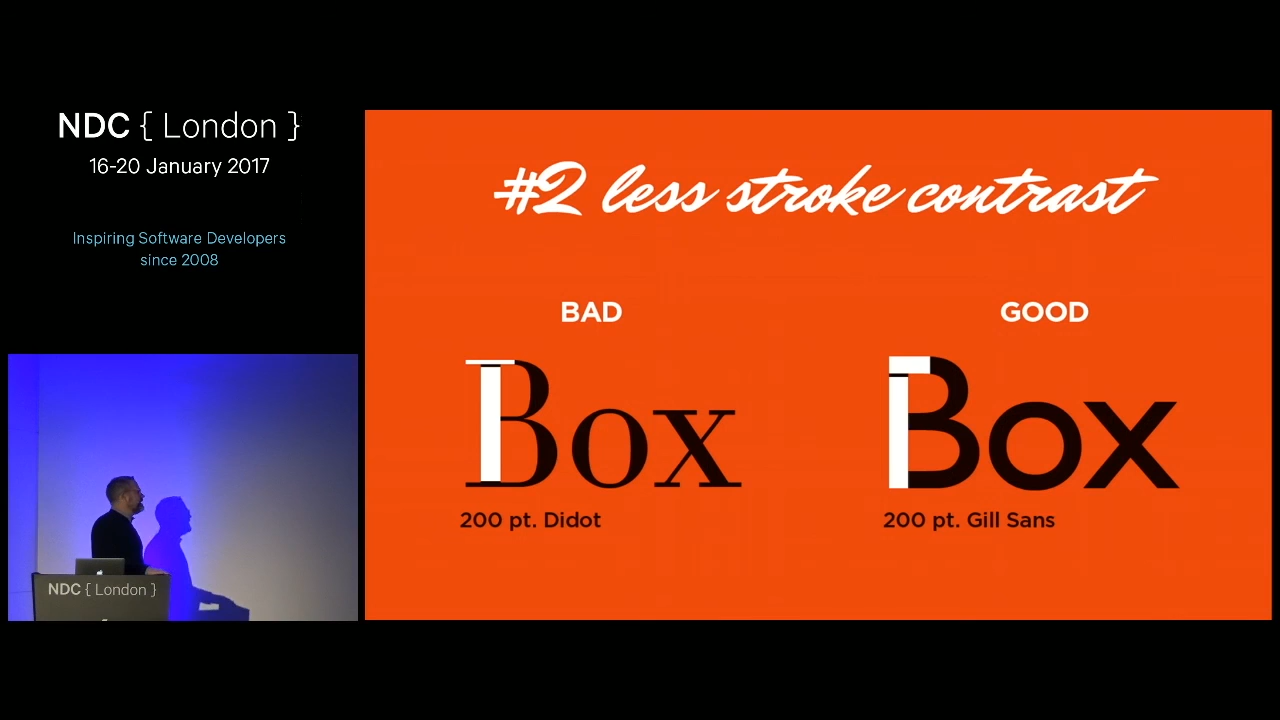 NDC { London }
16-20 January 2017
Inspiring Software Developers
since 2008
#2 less stroke contrast
BAD
GOOD
Box
Box
200 pt. Didot
200 pt. Gill Sans
NDC { London }